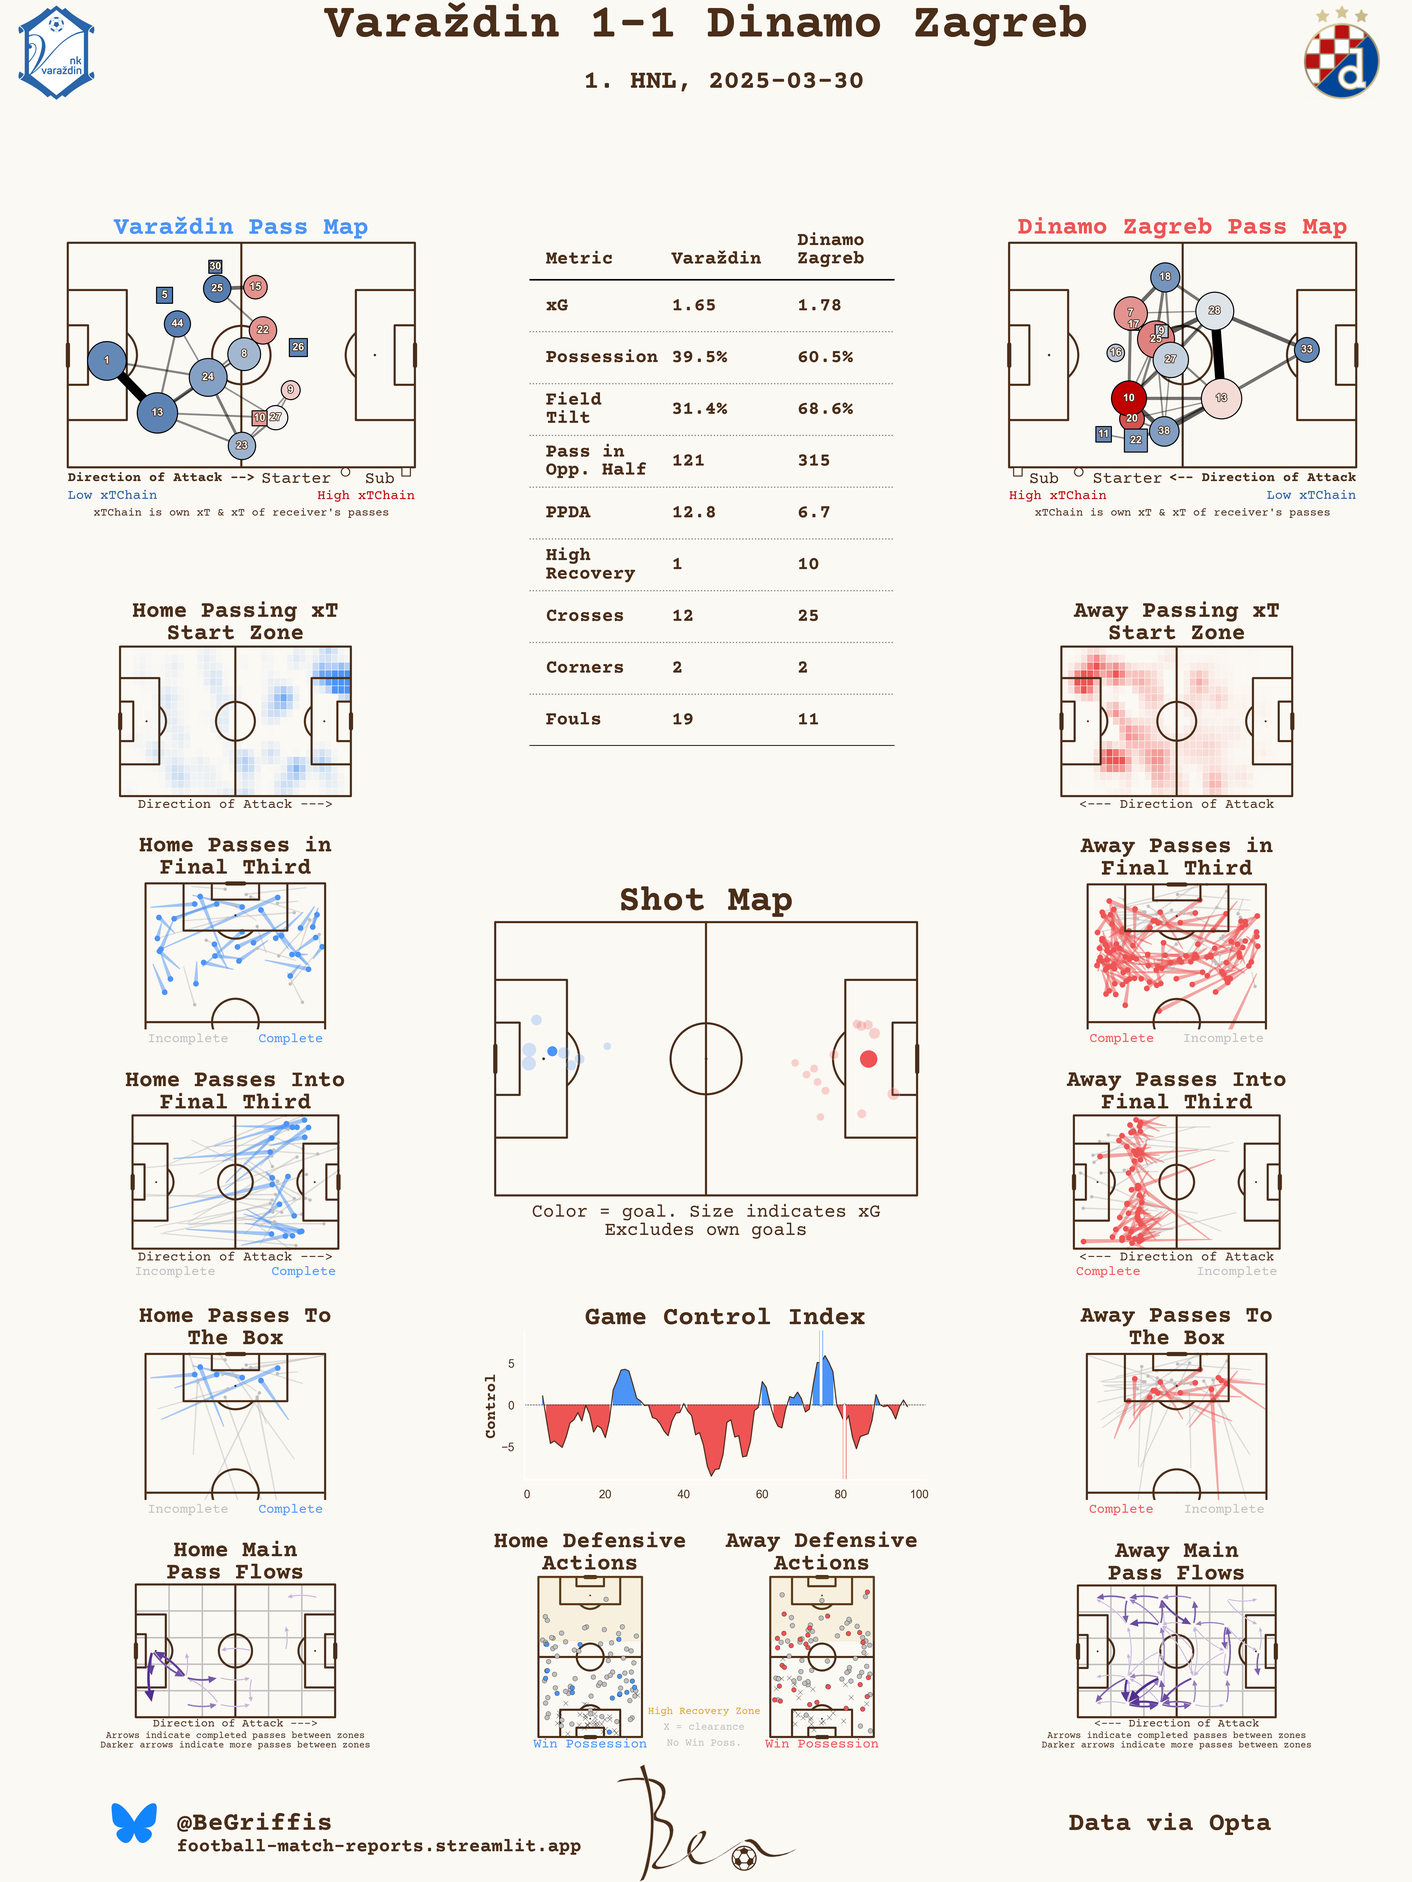 Varaždin 1-1 Dinamo Zagreb
1. HNL, 2025-03-30
nk
varaždin
d
Varaždin Pass Map
30
25
15
5
44
22
26
1
8
24
9
13
10
27
23
Direction of Attack --> Starter Sub
Low xTChain High xTChain
xTChain is own xT & xT of receiver's passes
Metric Varaždin Dinamo Zagreb
xG 1.65 1.78
Possession 39.5% 60.5%
Field Tilt 31.4% 68.6%
Pass in Opp. Half 121 315
PPDA 12.8 6.7
High Recovery 1 10
Crosses 12 25
Corners 2 2
Fouls 19 11
Dinamo Zagreb Pass Map
18
7
17
28
9
25
16
27
33
10
13
20
11
22
38
Sub Starter <-- Direction of Attack
High xTChain Low xTChain
xTChain is own xT & xT of receiver's passes
Home Passing xT
Start Zone
Direction of Attack --->
Away Passing xT
Start Zone
<--- Direction of Attack
Home Passes in
Final Third
Incomplete Complete
Away Passes in
Final Third
Complete Incomplete
Shot Map
Color = goal. Size indicates xG
Excludes own goals
Home Passes Into
Final Third
Direction of Attack --->
Incomplete Complete
Away Passes Into
Final Third
<--- Direction of Attack
Complete Incomplete
Home Passes To
The Box
Incomplete Complete
Game Control Index
Control
5
0
−5
0 20 40 60 80 100
Away Passes To
The Box
Complete Incomplete
Home Main
Pass Flows
Direction of Attack --->
Arrows indicate completed passes between zones
Darker arrows indicate more passes between zones
Home Defensive
Actions
Win Possession
High Recovery Zone
X = clearance
No Win Poss.
Away Defensive
Actions
Win Possession
Away Main
Pass Flows
<--- Direction of Attack
Arrows indicate completed passes between zones
Darker arrows indicate more passes between zones
@BeGriffis
football-match-reports.streamlit.app
Ben
Data via Opta